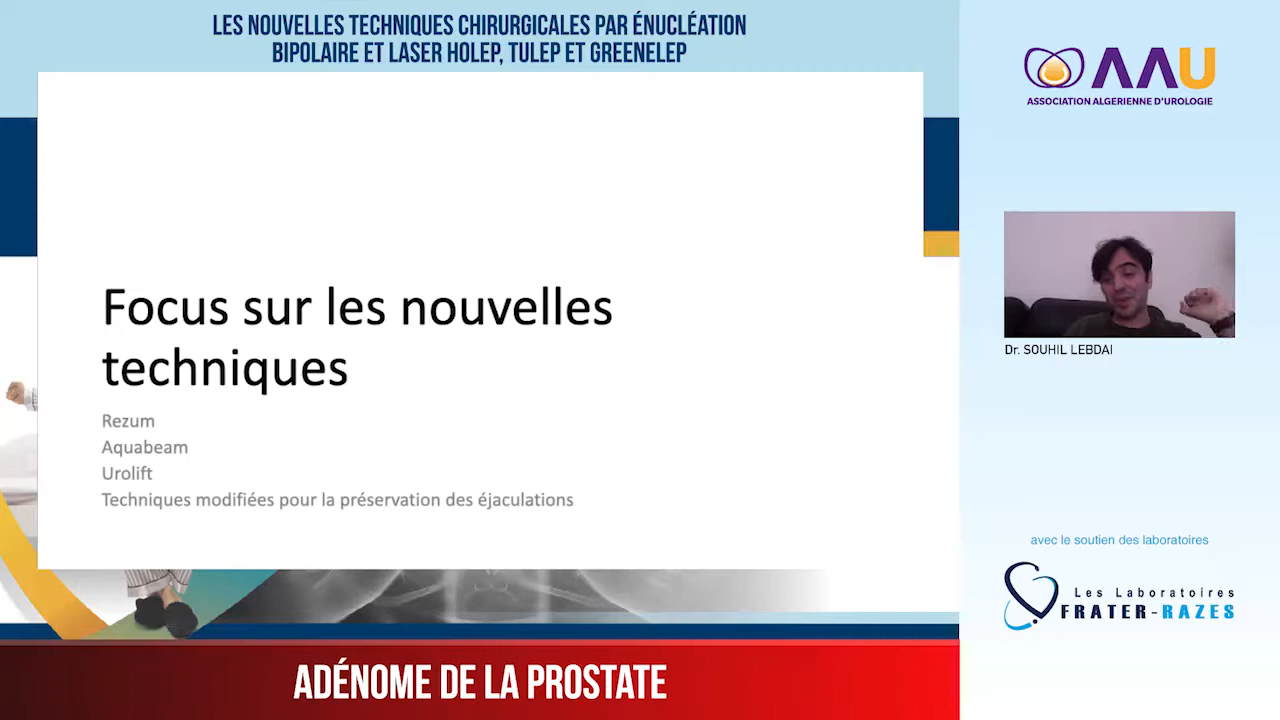 LES NOUVELLES TECHNIQUES CHIRURGICALES PAR ÉNUCLÉATION
BIPOLAIRE ET LASER HOLEP, TULEP ET GREENELEP
Focus sur les nouvelles
techniques
Rezum
Aquabeam
Urolift
Techniques modifiées pour la préservation des éjaculations
ADÉNOME DE LA PROSTATE
AAU
ASSOCIATION ALGERIENNE D'UROLOGIE
Dr. SOUHIL LEBDAI
avec le soutien des laboratoires
Les Laboratoires
FRATER-RAZES